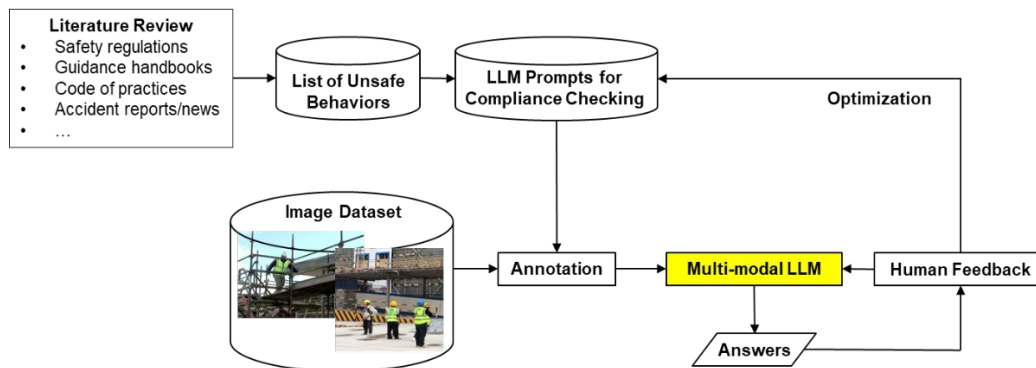 Literature Review
• Safety regulations
• Guidance handbooks
• Code of practices
• Accident reports/news
• …
List of Unsafe
Behaviors
LLM Prompts for
Compliance Checking
Optimization
Image Dataset
Annotation
Multi-modal LLM
Human Feedback
Answers